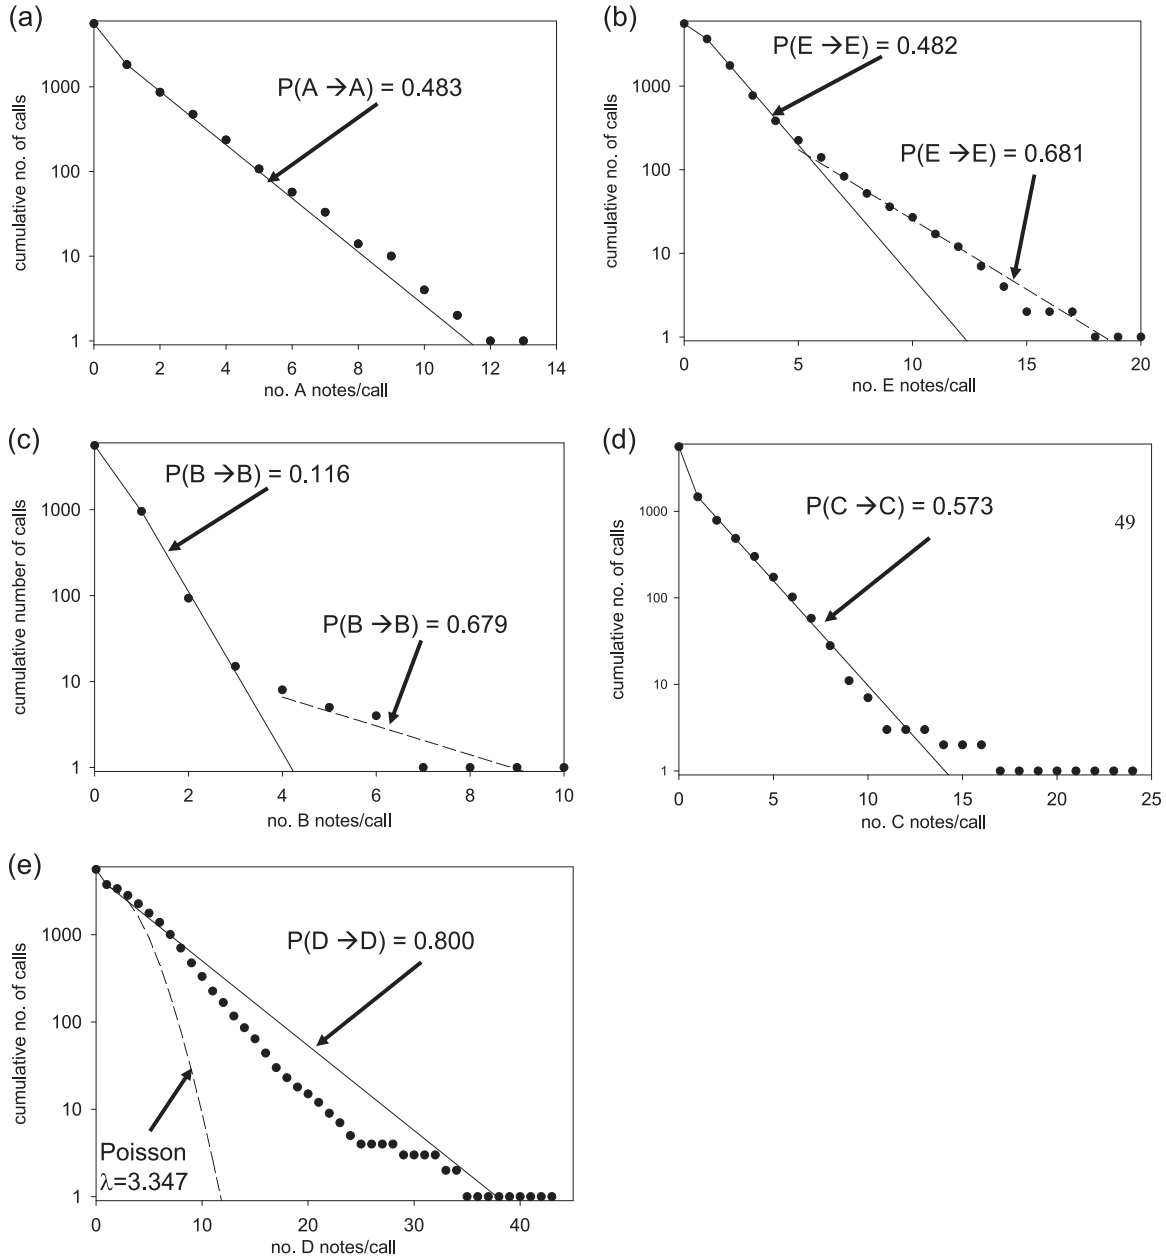 (a)
P(A →A) = 0.483
cumulative no. of calls
1000
100
10
1
0 2 4 6 8 10 12 14
no. A notes/call
(b)
P(E →E) = 0.482
P(E →E) = 0.681
cumulative no. of calls
1000
100
10
1
0 5 10 15 20
no. E notes/call
(c)
P(B →B) = 0.116
P(B →B) = 0.679
cumulative number of calls
1000
100
10
1
0 2 4 6 8 10
no. B notes/call
(d)
P(C →C) = 0.573
49
cumulative no. of calls
1000
100
10
1
0 5 10 15 20 25
no. C notes/call
(e)
P(D →D) = 0.800
cumulative no. of calls
1000
100
10
1
Poisson
λ=3.347
0 10 20 30 40
no. D notes/call